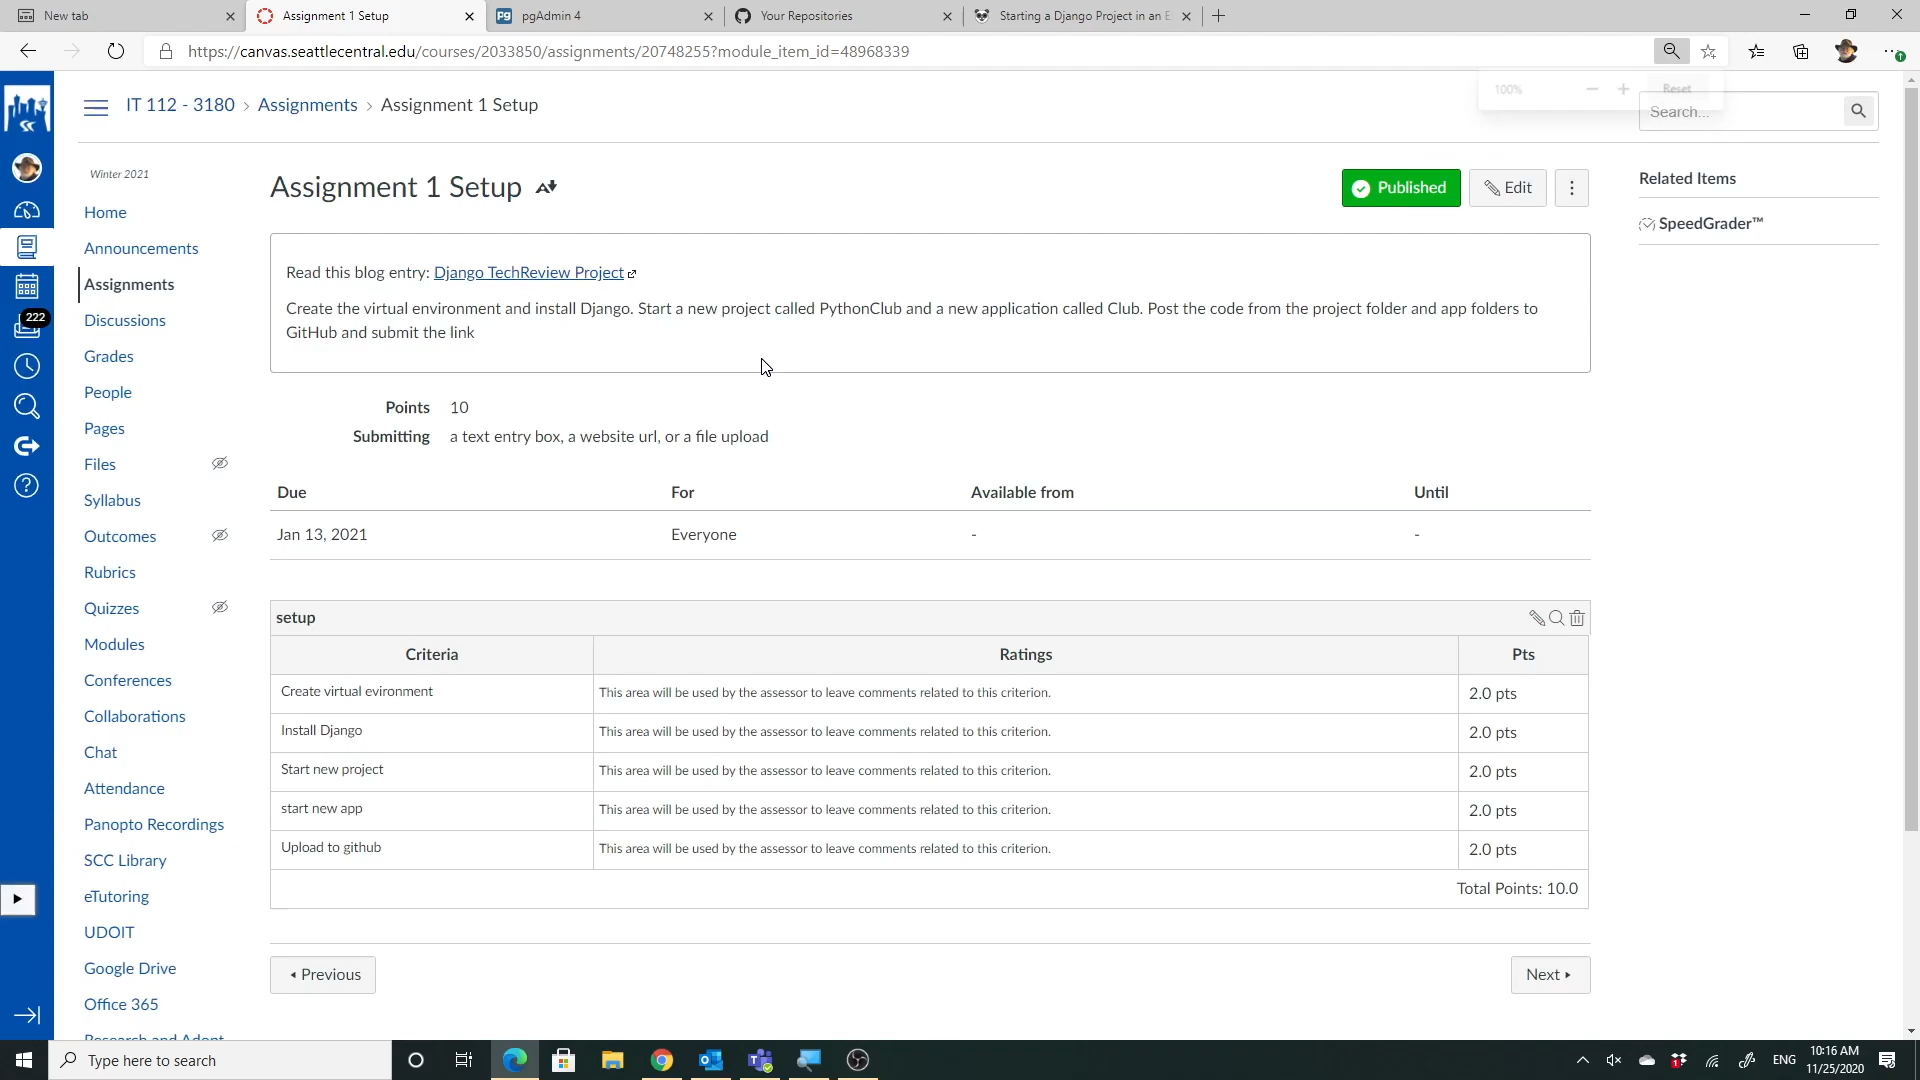 New tab
Assignment 1 Setup
pgAdmin 4
Your Repositories
Starting a Django Project in an E
https://canvas.seattlecentral.edu/courses/2033850/assignments/20748255?module_item_id=48968339
IT 112 - 3180 › Assignments › Assignment 1 Setup
100%
Reset
Search...
Winter 2021
Home
Announcements
Assignments
Discussions
Grades
People
Pages
Files
Syllabus
Outcomes
Rubrics
Quizzes
Modules
Conferences
Collaborations
Chat
Attendance
Panopto Recordings
SCC Library
eTutoring
UDOIT
Google Drive
Office 365
222
Assignment 1 Setup
Published
Edit
Related Items
SpeedGrader™
Read this blog entry: Django TechReview Project
Create the virtual environment and install Django. Start a new project called PythonClub and a new application called Club. Post the code from the project folder and app folders to
GitHub and submit the link
Points 10
Submitting a text entry box, a website url, or a file upload
Due For Available from Until
Jan 13, 2021 Everyone - -
setup
Criteria Ratings Pts
Create virtual evironment This area will be used by the assessor to leave comments related to this criterion. 2.0 pts
Install Django This area will be used by the assessor to leave comments related to this criterion. 2.0 pts
Start new project This area will be used by the assessor to leave comments related to this criterion. 2.0 pts
start new app This area will be used by the assessor to leave comments related to this criterion. 2.0 pts
Upload to github This area will be used by the assessor to leave comments related to this criterion. 2.0 pts
Total Points: 10.0
Previous
Next
Type here to search
ENG
10:16 AM
11/25/2020